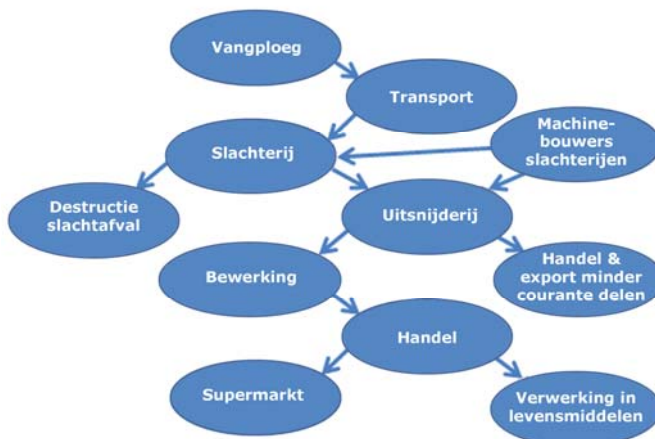 Vangploeg
Transport
Machine-
bouwers
slachterijen
Slachterij
Destructie
slachtafval
Uitsnijderij
Bewerking
Handel &
export minder
courante delen
Handel
Supermarkt
Verwerking in
levensmiddelen